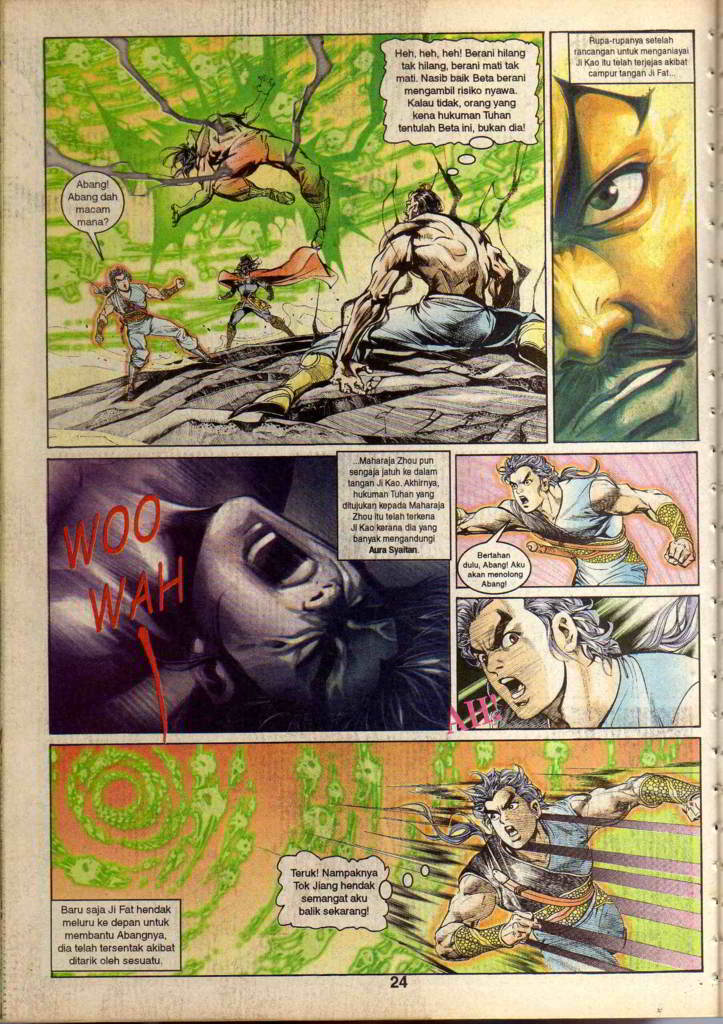 Heh, heh, heh! Berani hilang
tak hilang, berani mati tak
mati. Nasib baik Beta berani
mengambil risiko nyawa.
Kalau tidak, orang yang
kena hukuman Tuhan
tentulah Beta ini, bukan dia!
Abang!
Abang dah
macam
mana?
Rupa-rupanya setelah
rancangan untuk menganiayai
Ji Kao itu telah terjejas akibat
campur tangan Ji Fat...
WOO
WAH!
...Maharaja Zhou pun
sengaja jatuh ke dalam
tangan Ji Kao. Akhirnya,
hukuman Tuhan yang
ditujukan kepada Maharaja
Zhou itu telah terkena
Ji Kao kerana dia yang
banyak mengandungi
Aura Syaitan.
Bertahan
dulu, Abang! Aku
akan menolong
Abang!
AIE!
Teruk! Nampaknya
Tok Jiang hendak
semangat aku
balik sekarang!
Baru saja Ji Fat hendak
meluru ke depan untuk
membantu Abangnya,
dia telah tersentak akibat
ditarik oleh sesuatu.
24